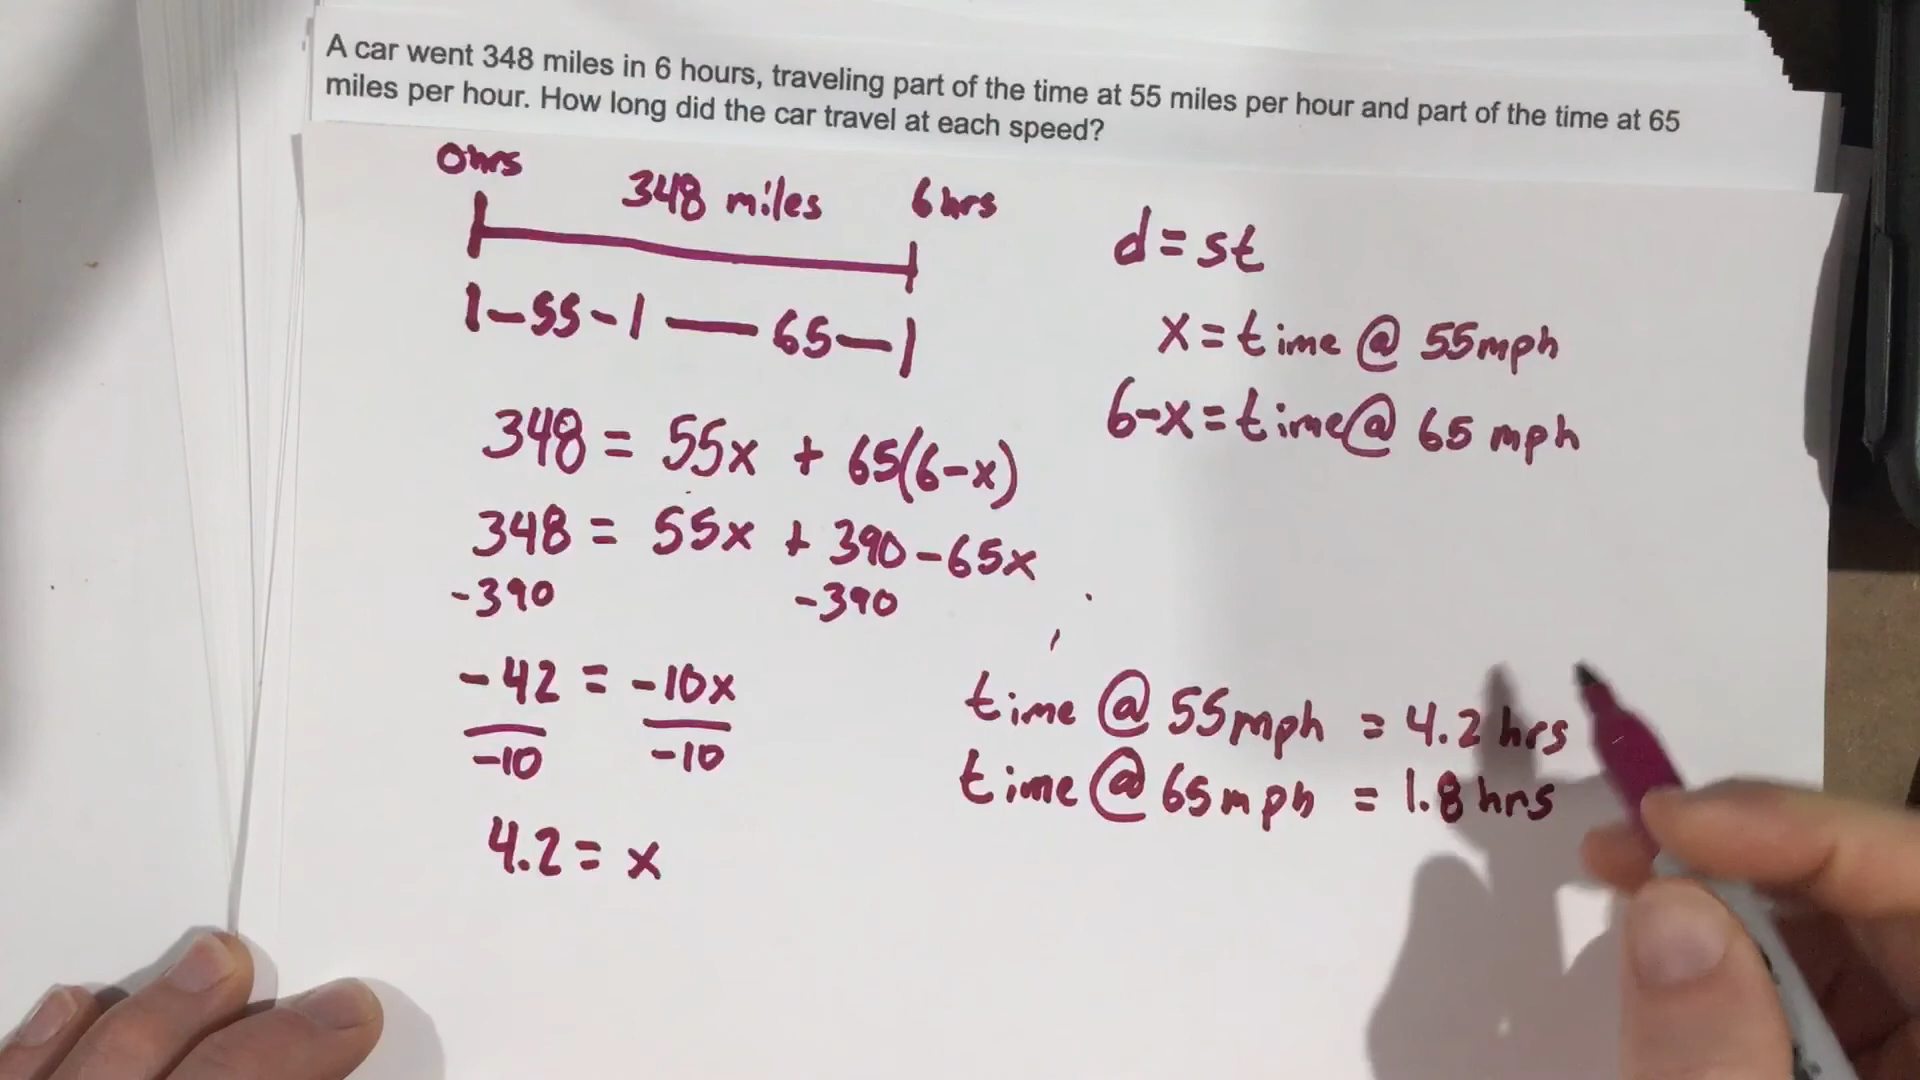 A car went 348 miles in 6 hours, traveling part of the time at 55 miles per hour and part of the time at 65
miles per hour. How long did the car travel at each speed?
0hrs
348 miles
6hrs
|-55-|—65—|
348 = 55x + 65(6-x)
348 = 55x + 390-65x
-390 -390
-42 = -10x
-10 -10
4.2 = x
d=st
x=time @ 55mph
6-x=time@ 65 mph
time @ 55mph = 4.2 hrs
time @ 65mph = 1.8 hrs